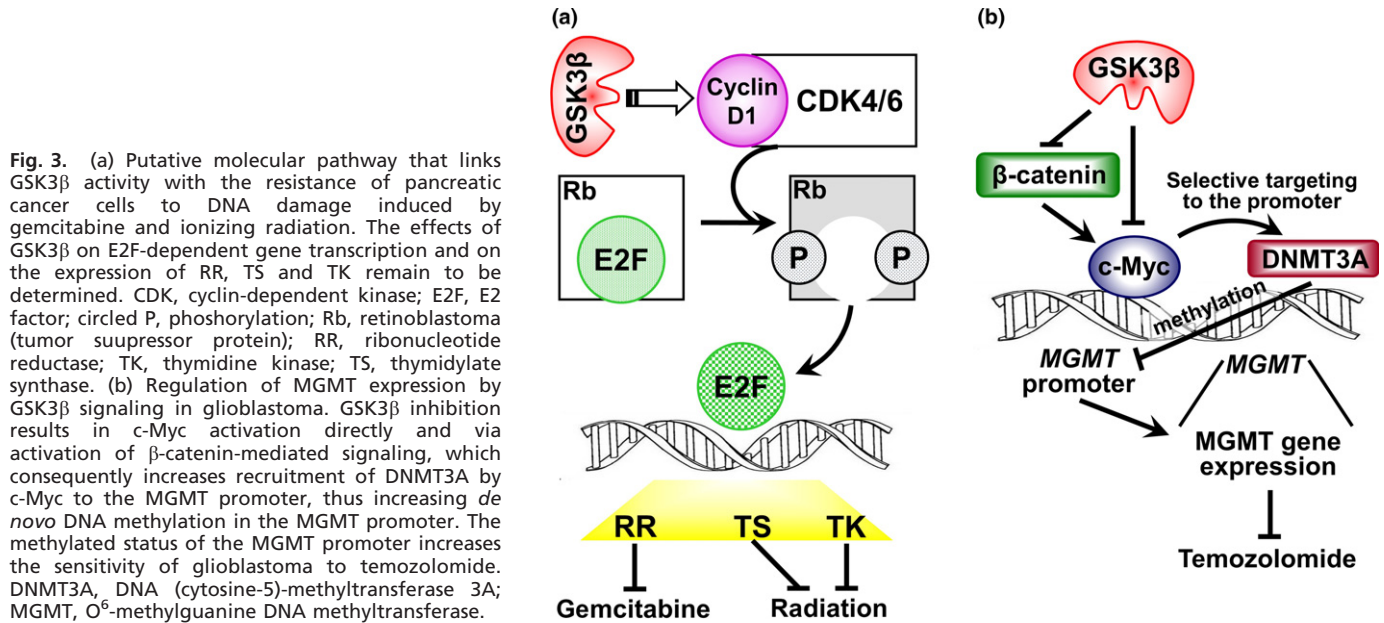 Fig. 3. (a) Putative molecular pathway that links
GSK3β activity with the resistance of pancreatic
cancer cells to DNA damage induced by
gemcitabine and ionizing radiation. The effects of
GSK3β on E2F-dependent gene transcription and on
the expression of RR, TS and TK remain to be
determined. CDK, cyclin-dependent kinase; E2F, E2
factor; circled P, phoshorylation; Rb, retinoblastoma
(tumor suupressor protein); RR, ribonucleotide
reductase; TK, thymidine kinase; TS, thymidylate
synthase. (b) Regulation of MGMT expression by
GSK3β signaling in glioblastoma. GSK3β inhibition
results in c-Myc activation directly and via
activation of β-catenin-mediated signaling, which
consequently increases recruitment of DNMT3A by
c-Myc to the MGMT promoter, thus increasing de
novo DNA methylation in the MGMT promoter. The
methylated status of the MGMT promoter increases
the sensitivity of glioblastoma to temozolomide.
DNMT3A, DNA (cytosine-5)-methyltransferase 3A;
MGMT, O⁶-methylguanine DNA methyltransferase.
(a)
GSK3β
Cyclin
D1
CDK4/6
Rb
E2F
Rb
P
P
E2F
RR
TS
TK
Gemcitabine
Radiation
(b)
GSK3β
β-catenin
Selective targeting
to the promoter
c-Myc
DNMT3A
methylation
MGMT
promoter
MGMT
MGMT gene
expression
Temozolomide